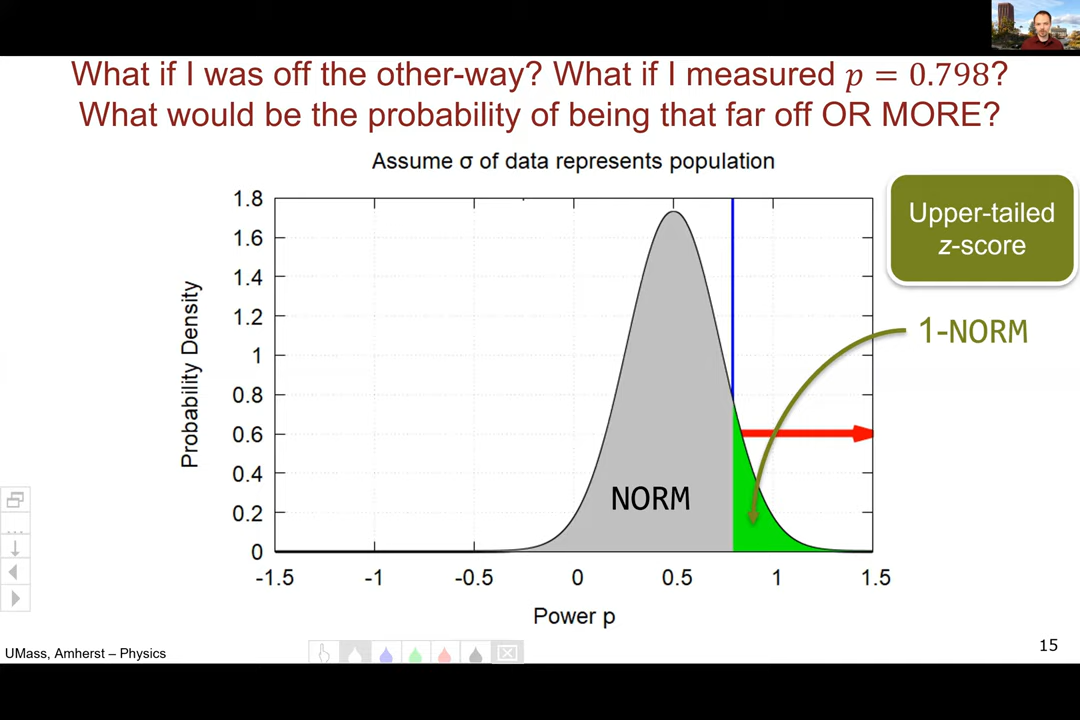 What if I was off the other-way? What if I measured p = 0.798?
What would be the probability of being that far off OR MORE?
Assume σ of data represents population
Upper-tailed
z-score
1-NORM
NORM
Probability Density
1.8
1.6
1.4
1.2
1
0.8
0.6
0.4
0.2
0
-1.5
-1
-0.5
0
0.5
1
1.5
Power p
UMass, Amherst – Physics
15